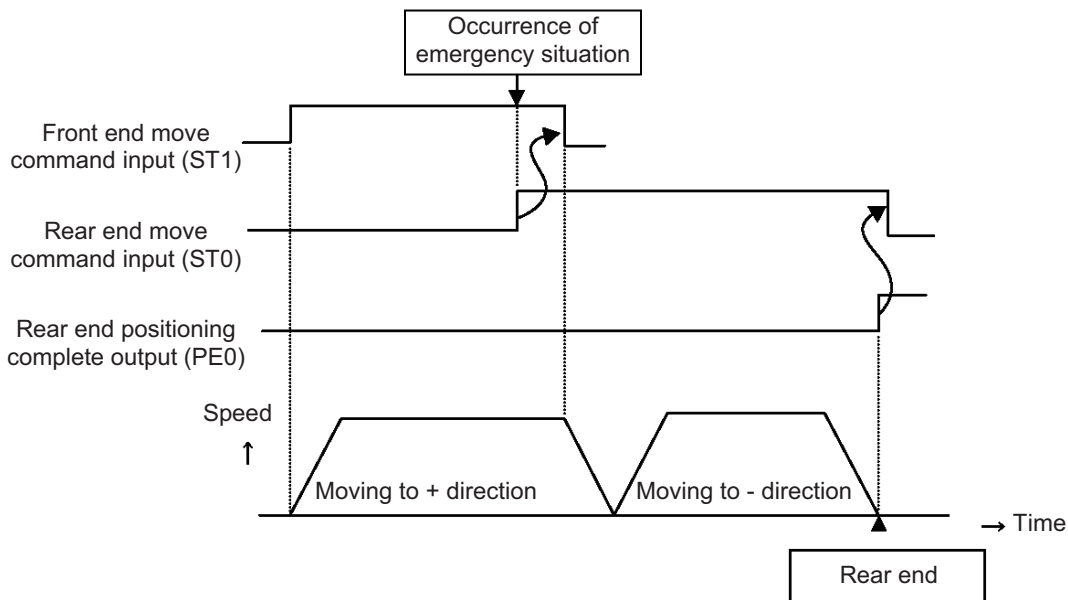 Occurrence of
emergency situation
Front end move
command input (ST1)
Rear end move
command input (ST0)
Rear end positioning
complete output (PE0)
Speed
↑
Moving to + direction
Moving to - direction
→ Time
Rear end